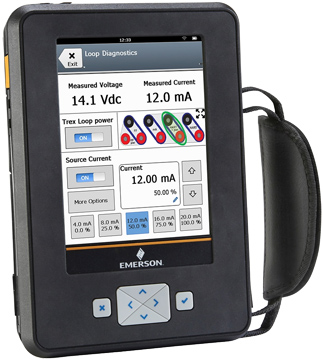 12:33
Exit
Loop Diagnostics
Measured Voltage Measured Current
14.1 Vdc 12.0 mA
Trex Loop power
ON
Source Current
ON
More Options
Current
12.00 mA
50.00 %
4.0 mA 8.0 mA 12.0 mA 16.0 mA 20.0 mA
0.0 % 25.0 % 50.0 % 75.0 % 100.0 %
EMERSON